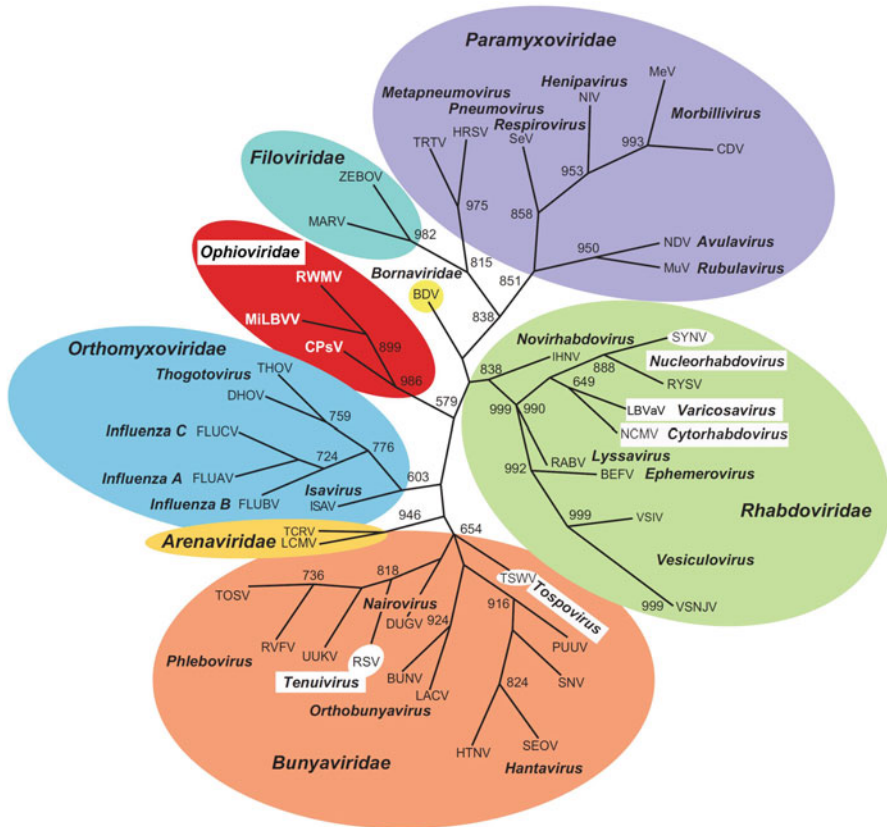 Paramyxoviridae
MeV
Henipavirus
Metapneumovirus
NIV
Pneumovirus
Morbillivirus
HRSV
Respirovirus
TRTV
SeV
993
CDV
Filoviridae
953
ZEBOV
975
858
MARV
982
950
NDV Avulavirus
Ophioviridae
815
Bornaviridae
851
MuV Rubulavirus
RWMV
BDV
838
MiLBVV
Novirhabdovirus
SYNV
CPsV
899
838
IHNV
Nucleorhabdovirus
Orthomyxoviridae
888
THOV
RYSV
Thogotovirus
986
649
DHOV
579
999
990
LBVaV Varicosavirus
759
Influenza C FLUCV
NCMV Cytorhabdovirus
776
724
Lyssavirus
Influenza A FLUAV
603
992
RABV
BEFV Ephemerovirus
Influenza B FLUBV
Isavirus
ISAV
Rhabdoviridae
946
999
VSIV
TCRV
654
Arenaviridae LCMV
Vesiculovirus
818
TSWV
736
Tospovirus
TOSV
Nairovirus
916
999
VSNJV
DUGV
924
RVFV
PUUV
Phlebovirus
UUKV
RSV
Tenuivirus
BUNV
SNV
LACV
824
Orthobunyavirus
HTNV
SEOV
Bunyaviridae
Hantavirus